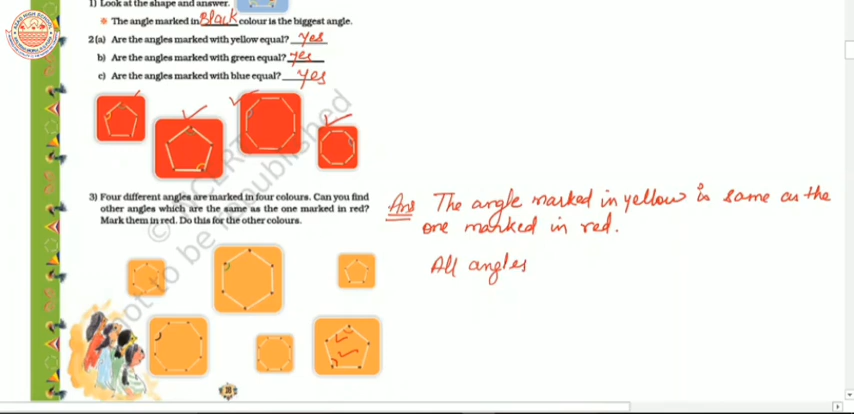 1) Look at the shape and answer.
The angle marked in Black colour is the biggest angle.
2(a) Are the angles marked with yellow equal? Yes
b) Are the angles marked with green equal? Yes
c) Are the angles marked with blue equal? Yes
3) Four different angles are marked in four colours. Can you find
other angles which are the same as the one marked in red?
Mark them in red. Do this for the other colours.
Ans The angle marked in yellow is same as the
one marked in red.
All angles
not to be republished